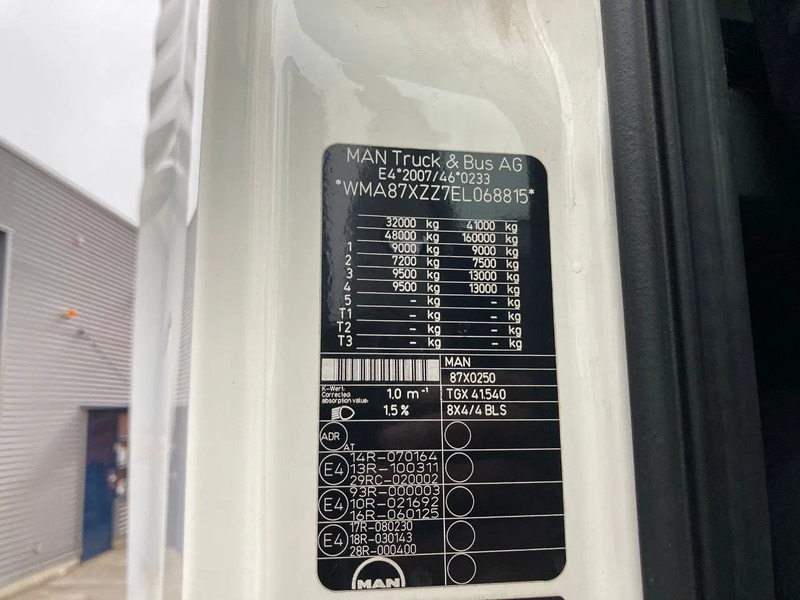 MAN Truck & Bus AG
E4*2007/46*0233
*WMA87XZZ7EL068815*
32000 kg 41000 kg
48000 kg 160000 kg
1 9000 kg 9000 kg
2 7200 kg 7500 kg
3 9500 kg 13000 kg
4 9500 kg 13000 kg
5 – kg – kg
T1 – kg – kg
T2 – kg – kg
T3 – kg – kg
MAN
87X0250
K-Wert:
Corrected
absorption value: 1.0 m⁻¹
TGX 41.540
1.5 % 8X4/4 BLS
ADR AT
14R-070164
E4 13R-100311
29RC-020002
93R-000003
E4 10R-021692
16R-060125
17R-080230
E4 18R-030143
28R-000400
MAN